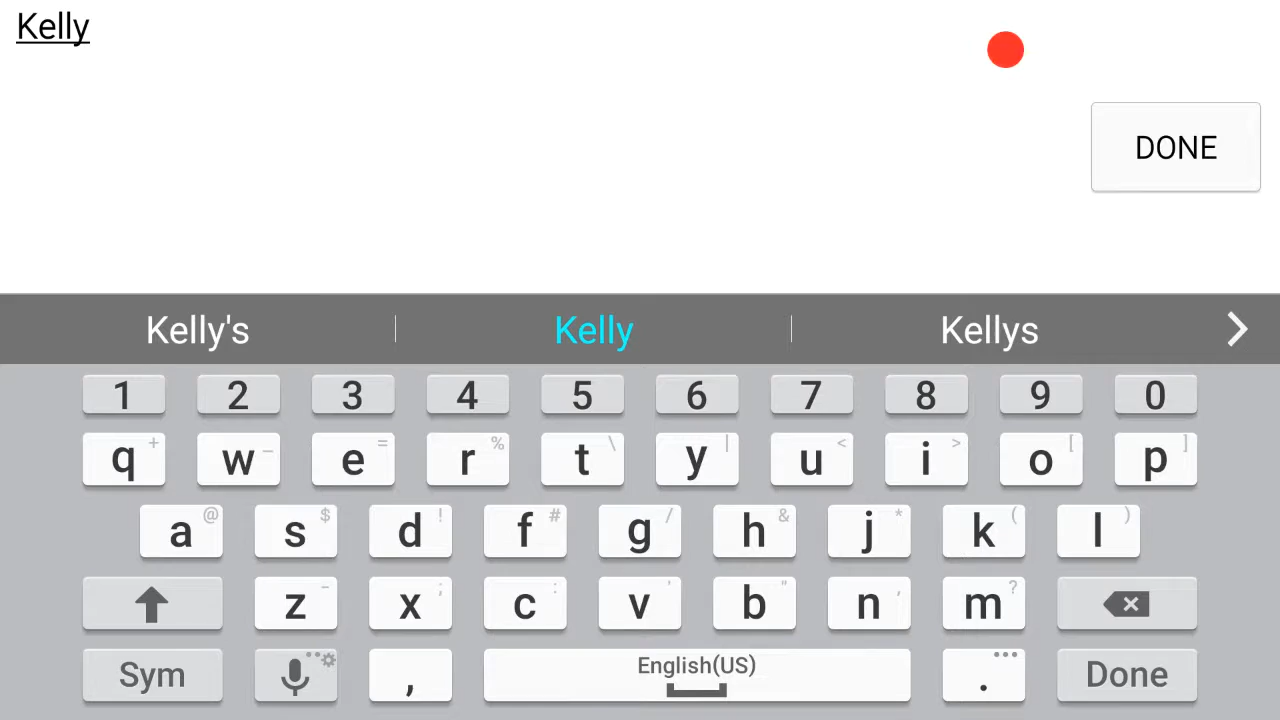 Kelly
DONE
Kelly's Kelly Kellys
1 2 3 4 5 6 7 8 9 0
q + w _ e = r % t \ y | u < i > o [ p ]
a @ s $ d ! f # g / h & j * k ( l )
z - x ; c : v ' b " n , m ?
Sym , English(US) . ... Done